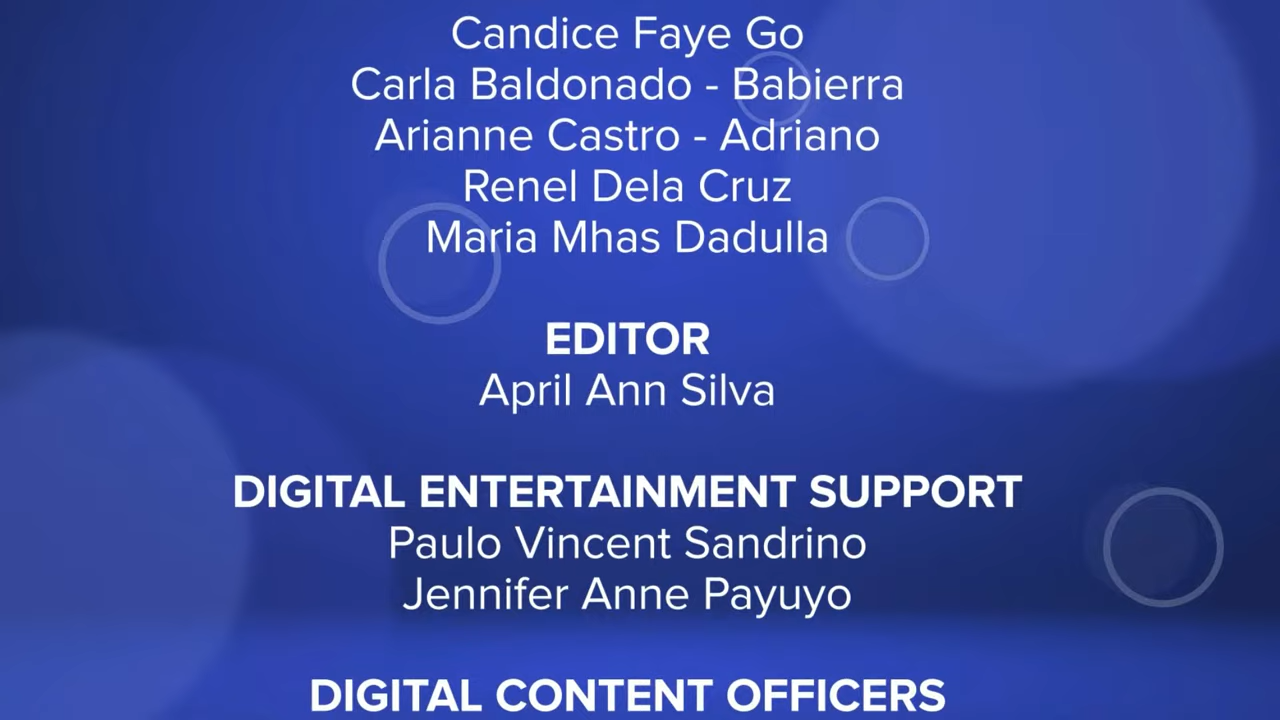 Candice Faye Go
Carla Baldonado - Babierra
Arianne Castro - Adriano
Renel Dela Cruz
Maria Mhas Dadulla
EDITOR
April Ann Silva
DIGITAL ENTERTAINMENT SUPPORT
Paulo Vincent Sandrino
Jennifer Anne Payuyo
DIGITAL CONTENT OFFICERS